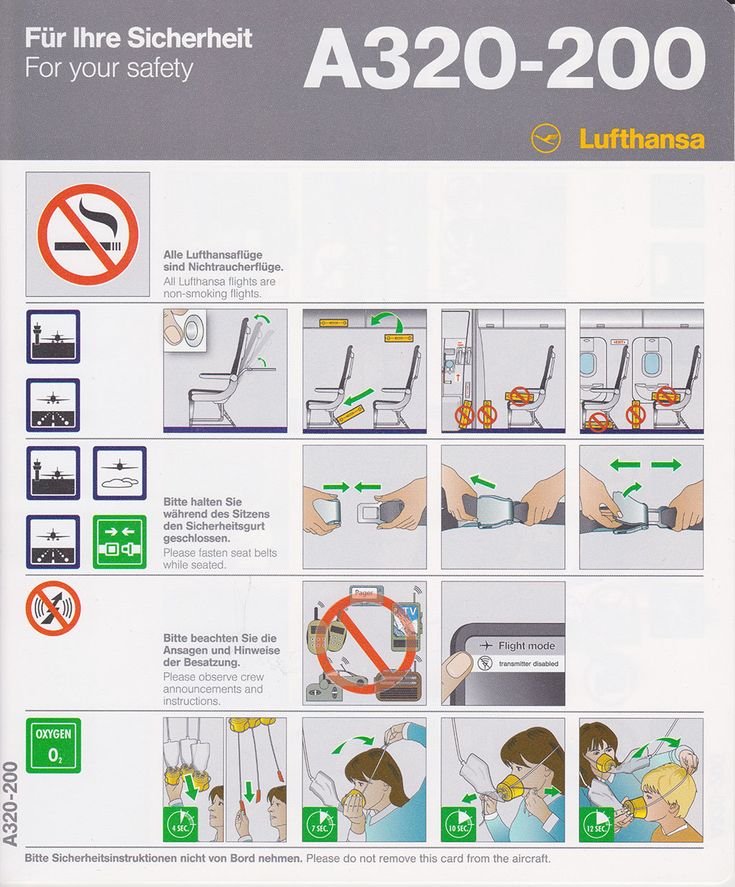 Für Ihre Sicherheit
For your safety
A320-200
Lufthansa
Alle Lufthansaflüge
sind Nichtraucherflüge.
All Lufthansa flights are
non-smoking flights.
Bitte halten Sie
während des Sitzens
den Sicherheitsgurt
geschlossen.
Please fasten seat belts
while seated.
Bitte beachten Sie die
Ansagen und Hinweise
der Besatzung.
Please observe crew
announcements and
instructions.
Pager
TV
Flight mode
transmitter disabled
OXYGEN
O₂
4 SEC.
7 SEC.
10 SEC.
12 SEC.
A320-200
Bitte Sicherheitsinstruktionen nicht von Bord nehmen. Please do not remove this card from the aircraft.